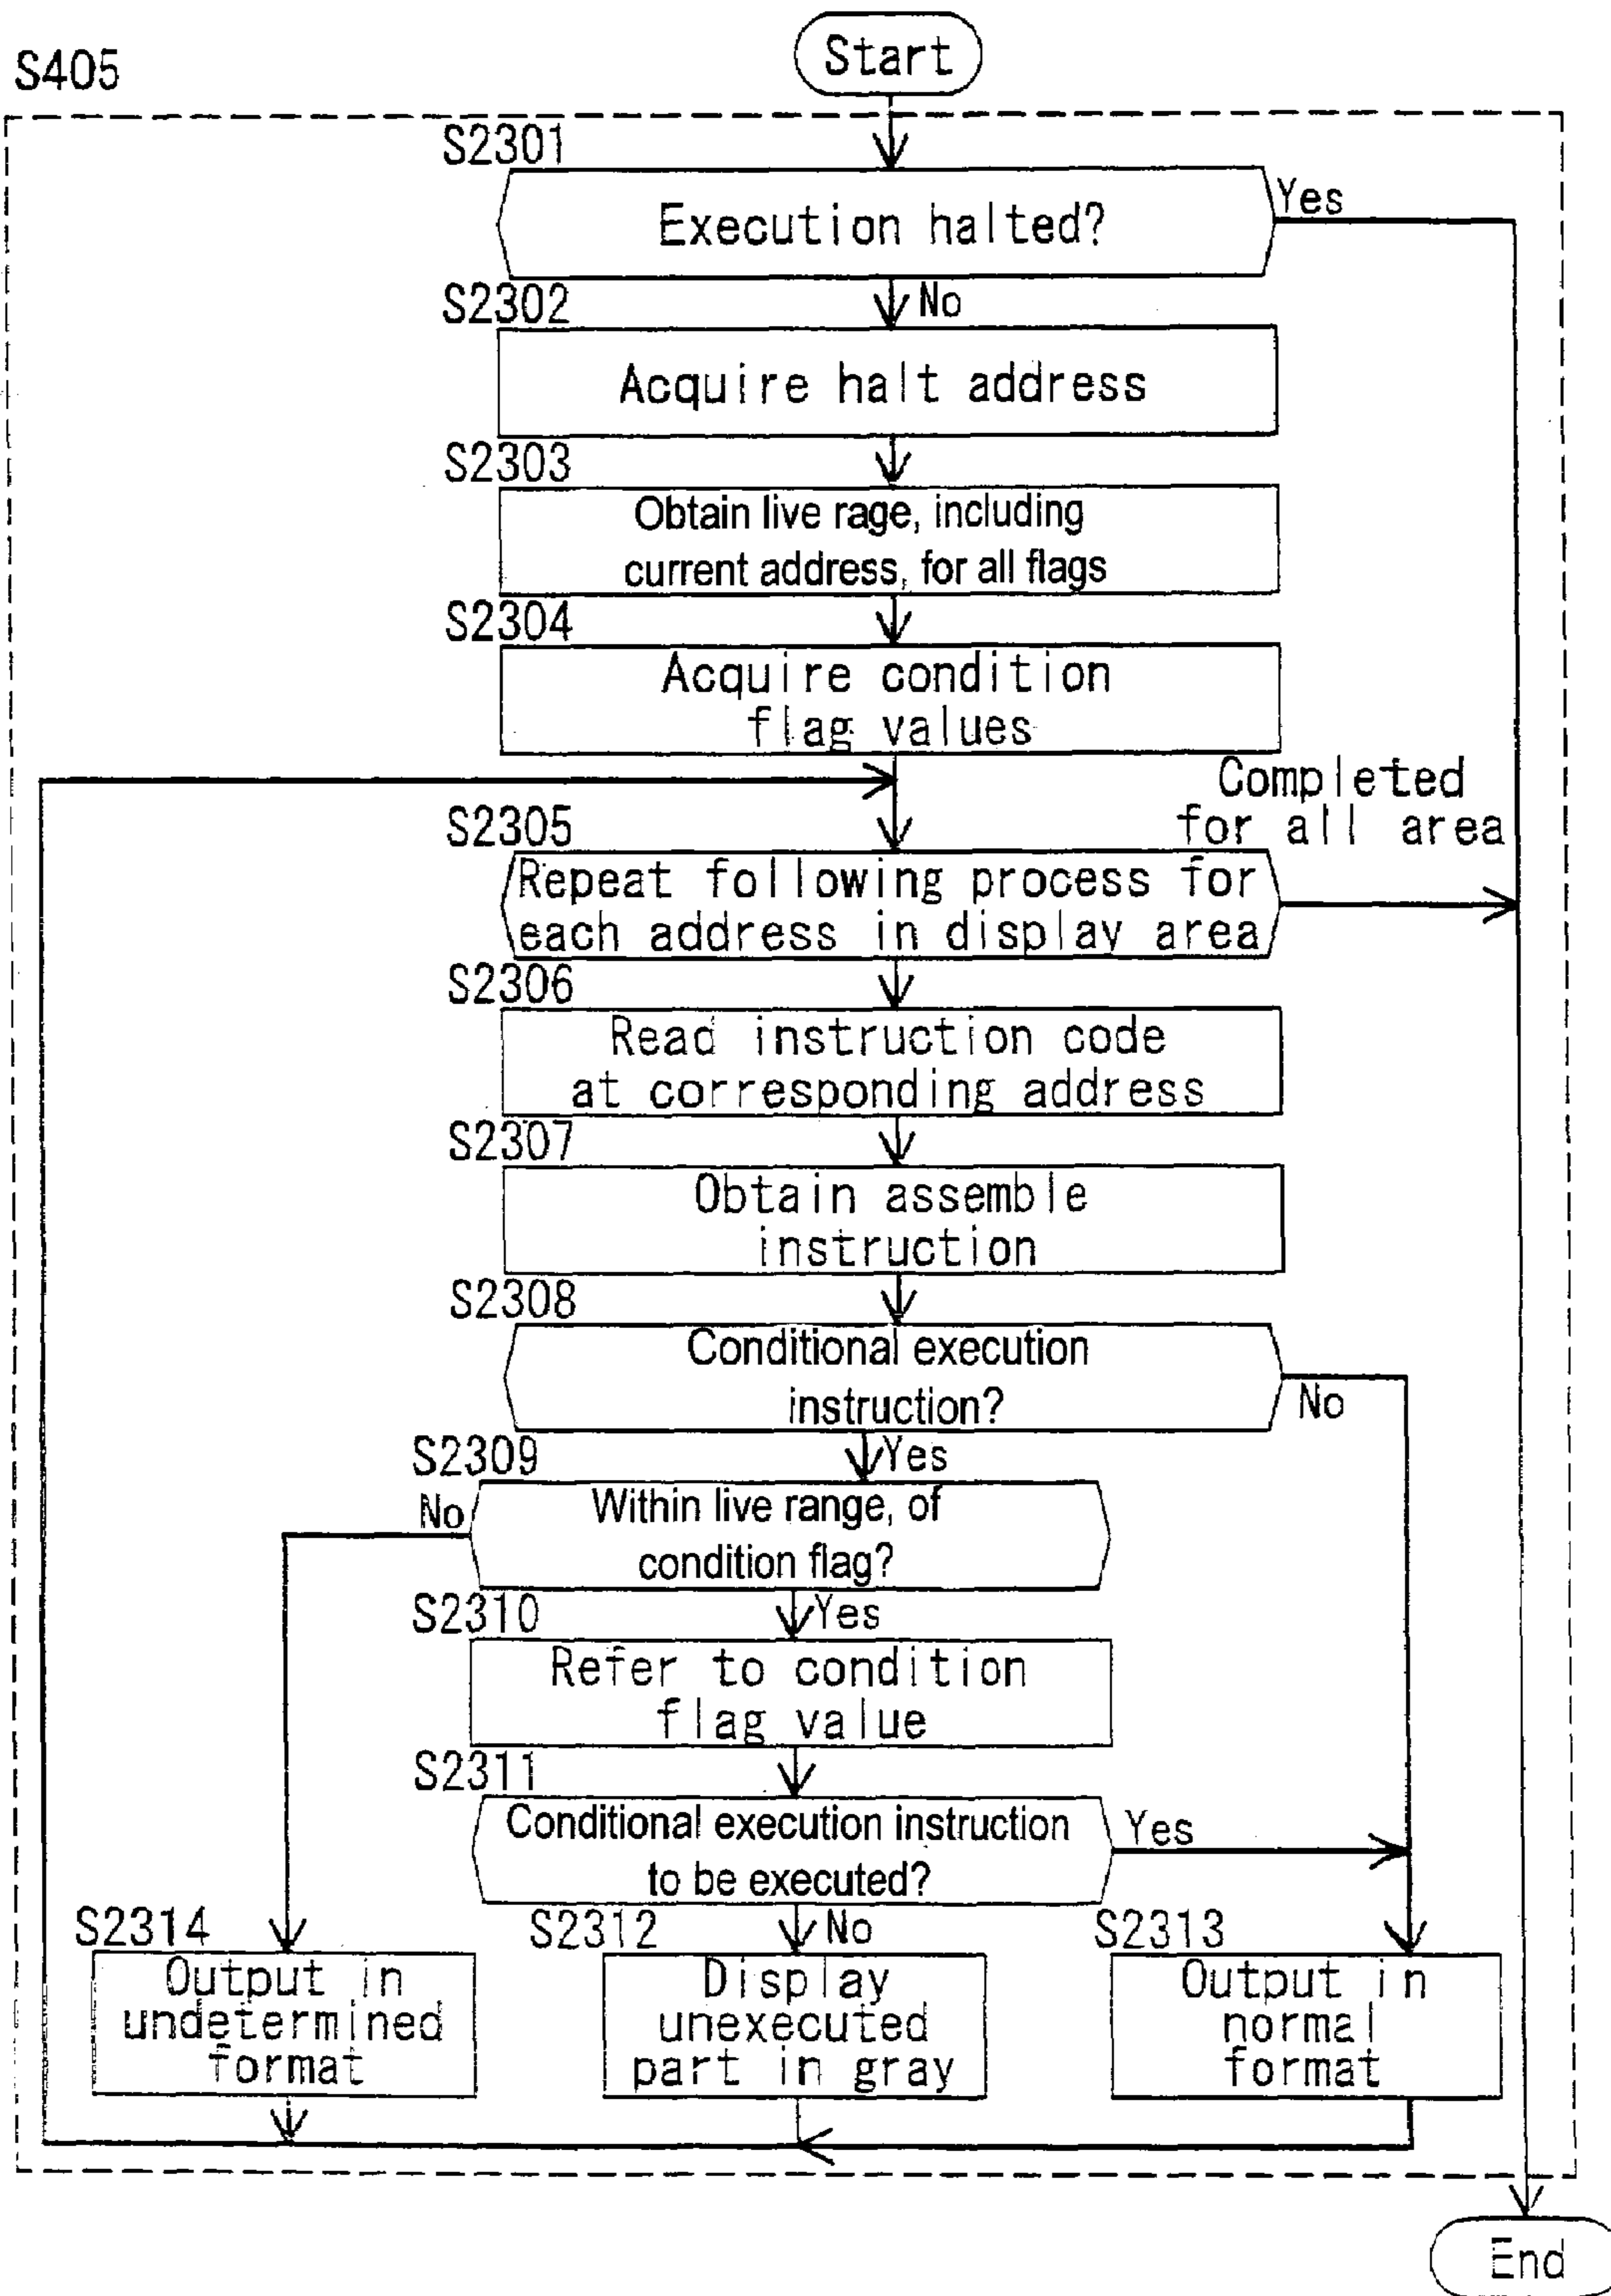 Start
S405
S2301
Execution halted?
Yes
S2302
No
Acquire halt address
S2303
Obtain live rage, including
current address, for all flags
S2304
Acquire condition
flag values
Completed
for all area
S2305
Repeat following process for
each address in display area
S2306
Read instruction code
at corresponding address
S2307
Obtain assemble
instruction
S2308
Conditional execution
instruction?
No
S2309
Yes
No
Within live range, of
condition flag?
S2310
Yes
Refer to condition
flag value
S2311
Conditional execution instruction
to be executed?
Yes
S2314
S2312
No
S2313
Output in
undetermined
format
Display
unexecuted
part in gray
Output in
normal
format
End